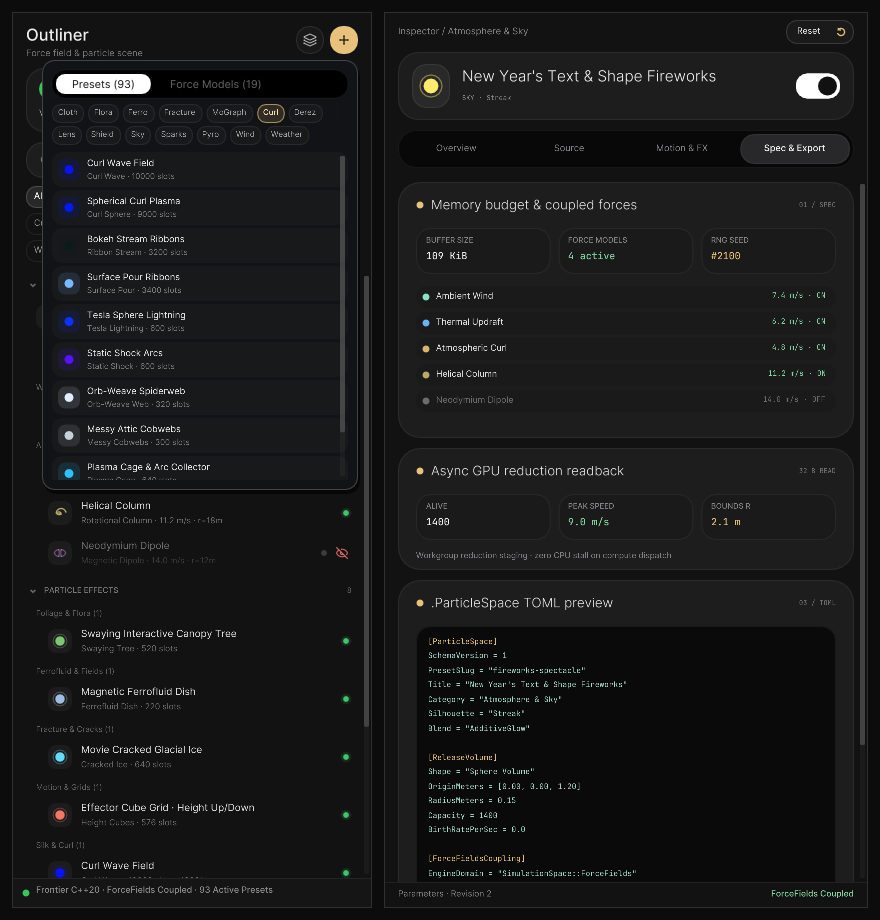 Outliner
Force field & particle scene
Presets (93)
Force Models (19)
Cloth
Flora
Ferro
Fracture
MoGraph
Curl
Derez
Lens
Shield
Sky
Sparks
Pyro
Wind
Weather
Curl Wave Field
Curl Wave · 10000 slots
Spherical Curl Plasma
Curl Sphere · 9000 slots
Bokeh Stream Ribbons
Ribbon Stream · 3200 slots
Surface Pour Ribbons
Surface Pour · 3400 slots
Tesla Sphere Lightning
Tesla Lightning · 600 slots
Static Shock Arcs
Static Shock · 600 slots
Orb-Weave Spiderweb
Orb-Weave Web · 320 slots
Messy Attic Cobwebs
Messy Cobwebs · 300 slots
Plasma Cage & Arc Collector
Helical Column
Rotational Column · 11.2 m/s · r=18m
Neodymium Dipole
Magnetic Dipole · 14.0 m/s · r=12m
PARTICLE EFFECTS
8
Foliage & Flora (1)
Swaying Interactive Canopy Tree
Swaying Tree · 520 slots
Ferrofluid & Fields (1)
Magnetic Ferrofluid Dish
Ferrofluid Dish · 220 slots
Fracture & Cracks (1)
Movie Cracked Glacial Ice
Cracked Ice · 640 slots
Motion & Grids (1)
Effector Cube Grid · Height Up/Down
Height Cubes · 576 slots
Silk & Curl (1)
Curl Wave Field
Frontier C++20 · ForceFields Coupled · 93 Active Presets
Inspector / Atmosphere & Sky
Reset
New Year's Text & Shape Fireworks
SKY · Streak
Overview
Source
Motion & FX
Spec & Export
Memory budget & coupled forces
01 / SPEC
BUFFER SIZE
109 KiB
FORCE MODELS
4 active
RNG SEED
#2100
Ambient Wind
7.4 m/s · ON
Thermal Updraft
6.2 m/s · ON
Atmospheric Curl
4.8 m/s · ON
Helical Column
11.2 m/s · ON
Neodymium Dipole
14.0 m/s · OFF
Async GPU reduction readback
32 B READ
ALIVE
1400
PEAK SPEED
9.0 m/s
BOUNDS R
2.1 m
Workgroup reduction staging · zero CPU stall on compute dispatch
.ParticleSpace TOML preview
03 / TOML
[ParticleSpace]
SchemaVersion = 1
PresetSlug = "fireworks-spectacle"
Title = "New Year's Text & Shape Fireworks"
Category = "Atmosphere & Sky"
Silhouette = "Streak"
Blend = "AdditiveGlow"
[ReleaseVolume]
Shape = "Sphere Volume"
OriginMeters = [0.00, 0.00, 1.20]
RadiusMeters = 0.15
Capacity = 1400
BirthRatePerSec = 0.0
[ForceFieldsCoupling]
EngineDomain = "SimulationSpace::ForceFields"
Parameters · Revision 2
ForceFields Coupled